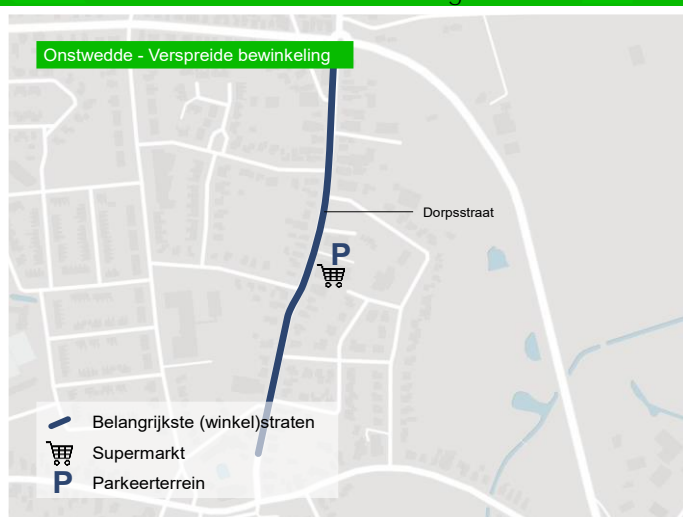 Onstwedde - Verspreide bewinkeling
Dorpsstraat
P
Belangrijkste (winkel)straten
Supermarkt
P Parkeerterrein